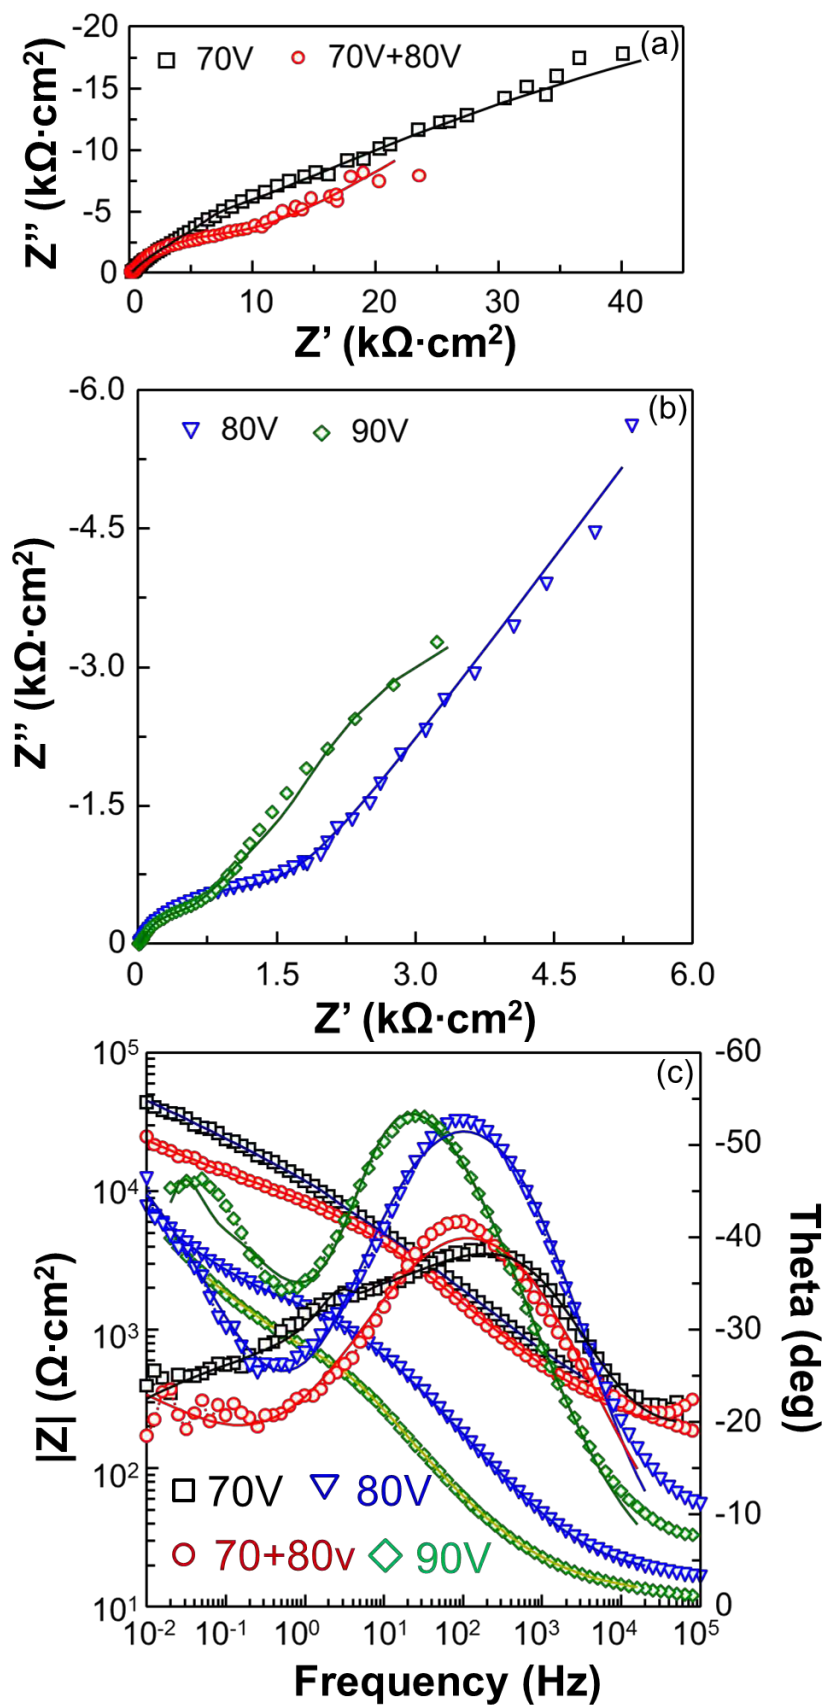 (a)
70V 70V+80V
-20
-15
-10
-5
0
Z'' (kΩ·cm²)
0 10 20 30 40
Z' (kΩ·cm²)
(b)
80V 90V
-6.0
-4.5
-3.0
-1.5
0
Z'' (kΩ·cm²)
0 1.5 3.0 4.5 6.0
Z' (kΩ·cm²)
(c)
10⁵
10⁴
10³
10²
10¹
|Z| (Ω·cm²)
-60
-50
-40
-30
-20
-10
0
Theta (deg)
70V 80V
70+80v 90V
10⁻² 10⁻¹ 10⁰ 10¹ 10² 10³ 10⁴ 10⁵
Frequency (Hz)